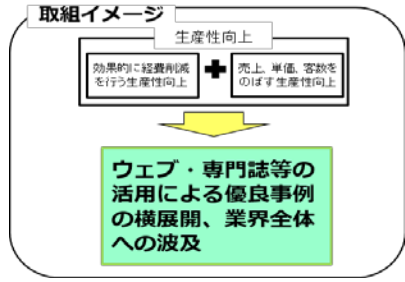 取組イメージ
生産性向上
効果的に経費削減
を行う生産性向上
売上、単価、客数を
のばす生産性向上
ウェブ・専門誌等の
活用による優良事例
の横展開、業界全体
への波及